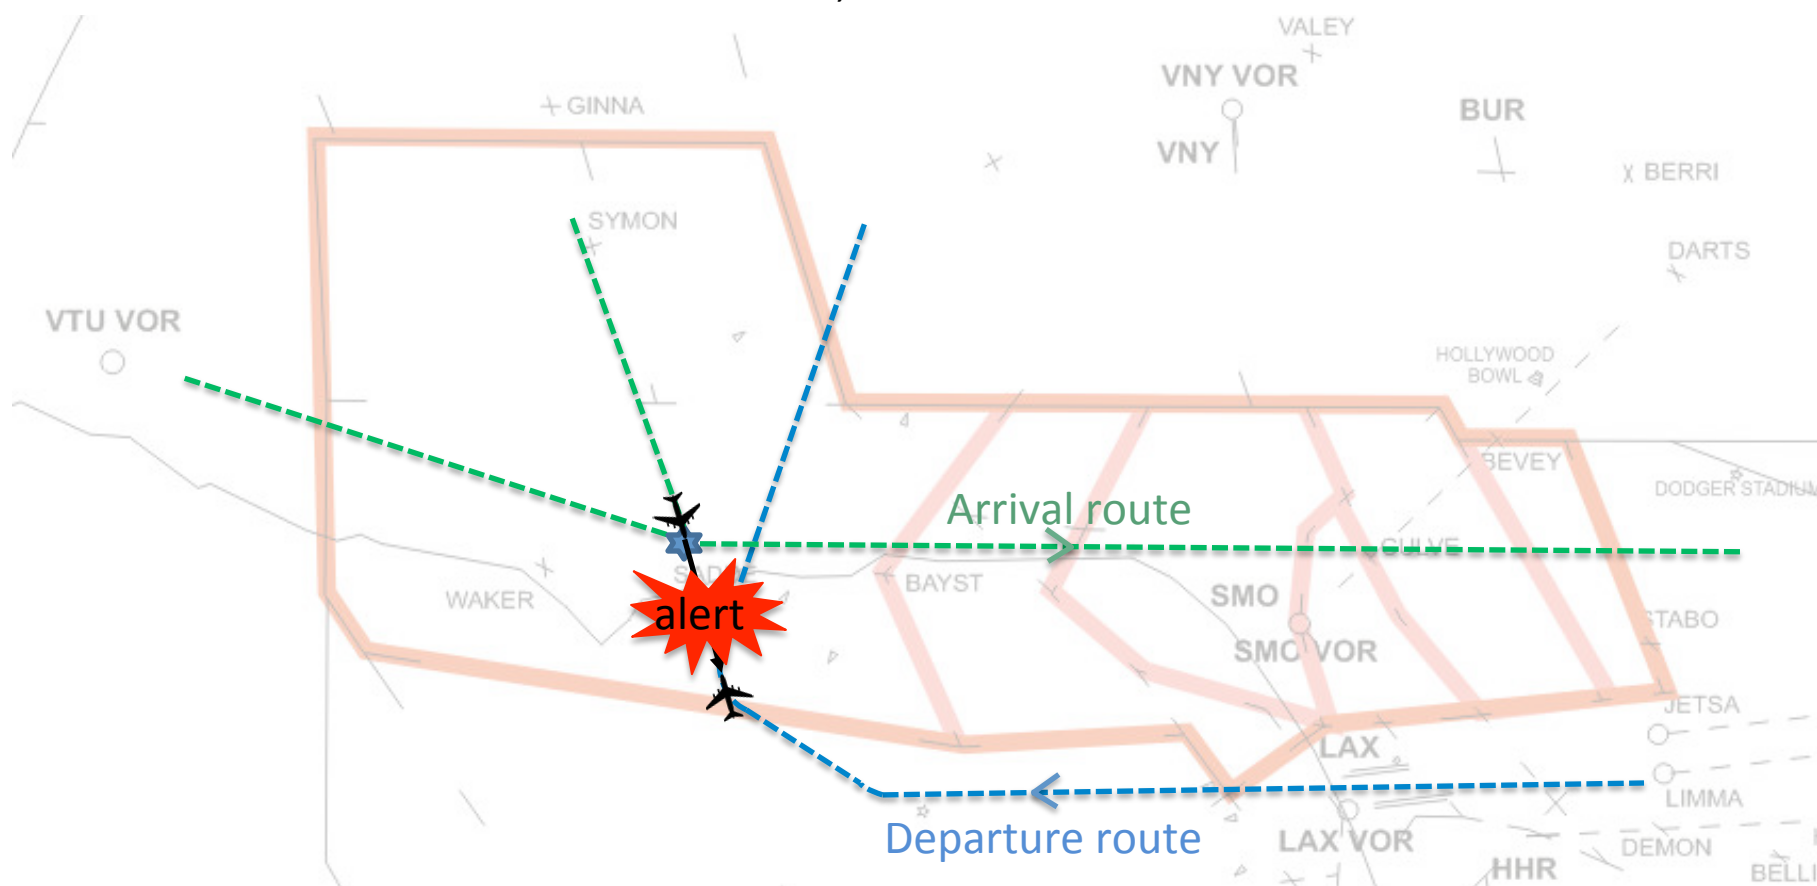 VALEY
VNY VOR
BUR
GINNA
VNY
BERRI
SYMON
DARTS
VTU VOR
HOLLYWOOD
BOWL
BEVEY
DODGER STADIUM
Arrival route
CULVE
BAYST
WAKER
SMO
alert
STABO
SMO VOR
JETSA
LAX
LIMMA
Departure route
LAX VOR
DEMON
HHR